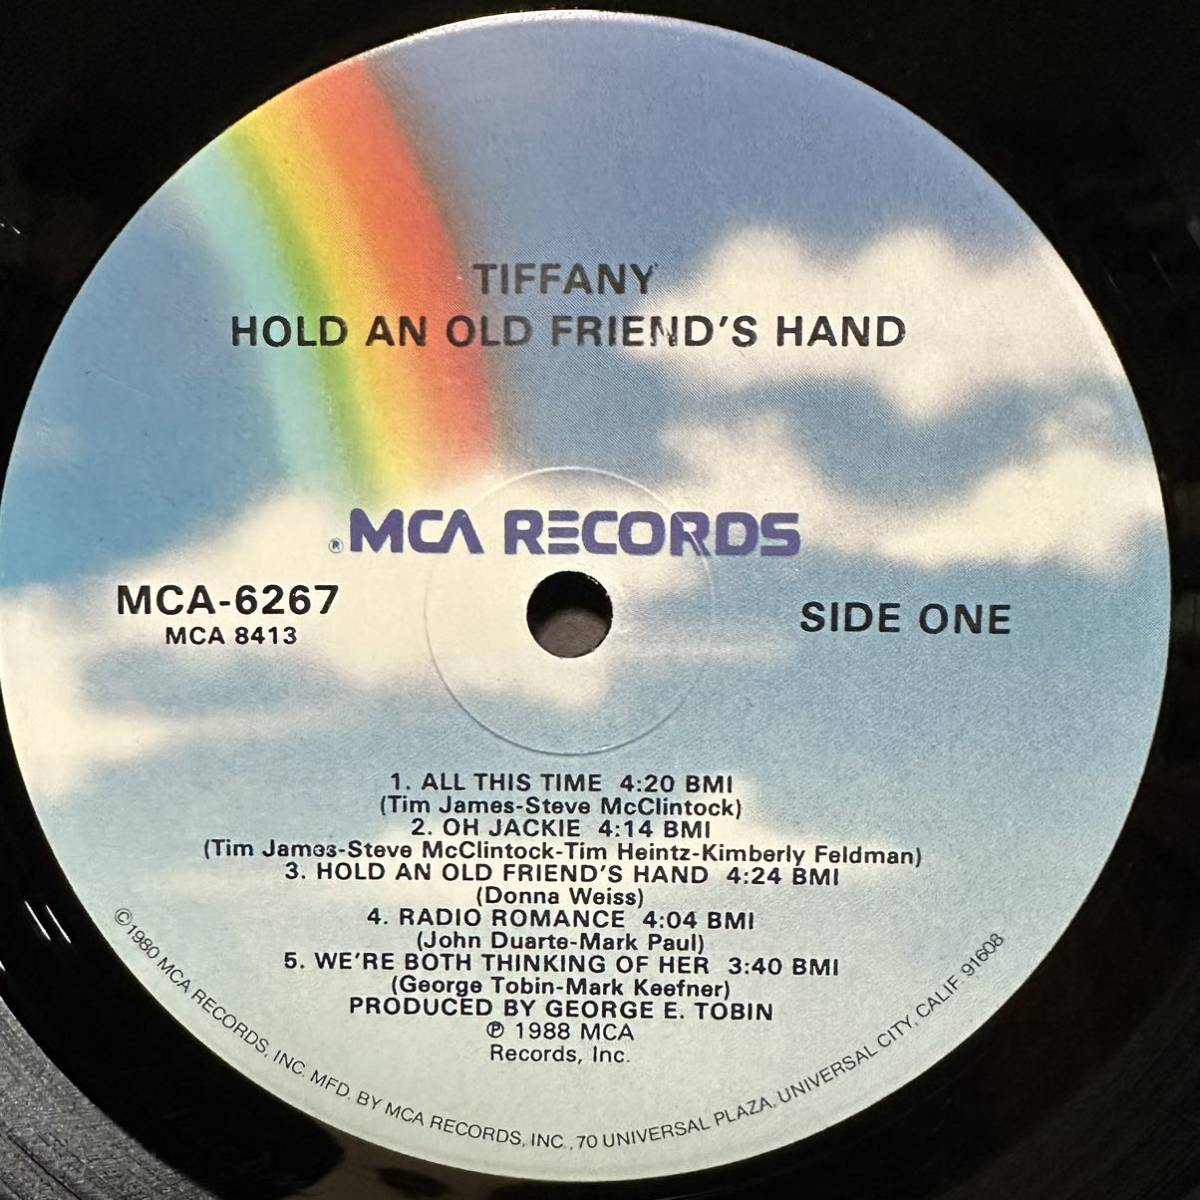 TIFFANY
HOLD AN OLD FRIEND'S HAND
® MCA RECORDS
MCA-6267
MCA 8413
SIDE ONE
1. ALL THIS TIME 4:20 BMI
(Tim James-Steve McClintock)
2. OH JACKIE 4:14 BMI
(Tim James-Steve McClintock-Tim Heintz-Kimberly Feldman)
3. HOLD AN OLD FRIEND'S HAND 4:24 BMI
(Donna Weiss)
4. RADIO ROMANCE 4:04 BMI
(John Duarte-Mark Paul)
5. WE'RE BOTH THINKING OF HER 3:40 BMI
(George Tobin-Mark Keefner)
PRODUCED BY GEORGE E. TOBIN
℗ 1988 MCA
Records, Inc.
©1980 MCA RECORDS, INC. MFD. BY MCA RECORDS, INC., 70 UNIVERSAL PLAZA, UNIVERSAL CITY, CALIF. 91608